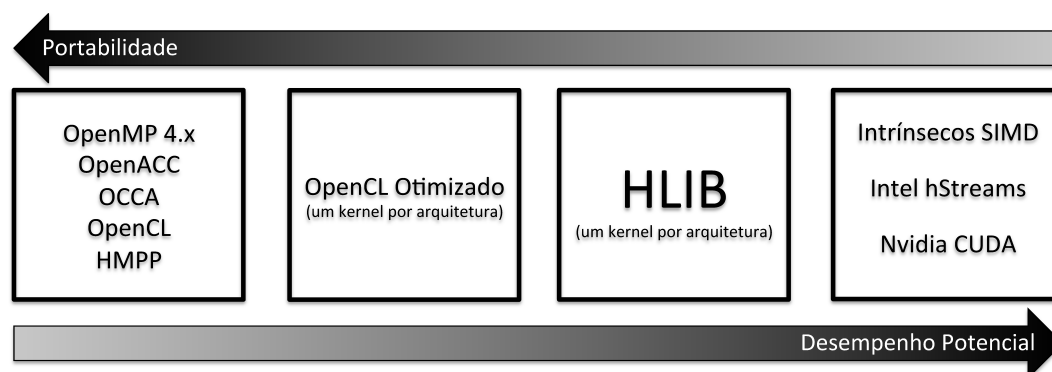 Portabilidade
OpenMP 4.x
OpenACC
OCCA
OpenCL
HMPP
OpenCL Otimizado
(um kernel por arquitetura)
HLIB
(um kernel por arquitetura)
Intrínsecos SIMD
Intel hStreams
Nvidia CUDA
Desempenho Potencial